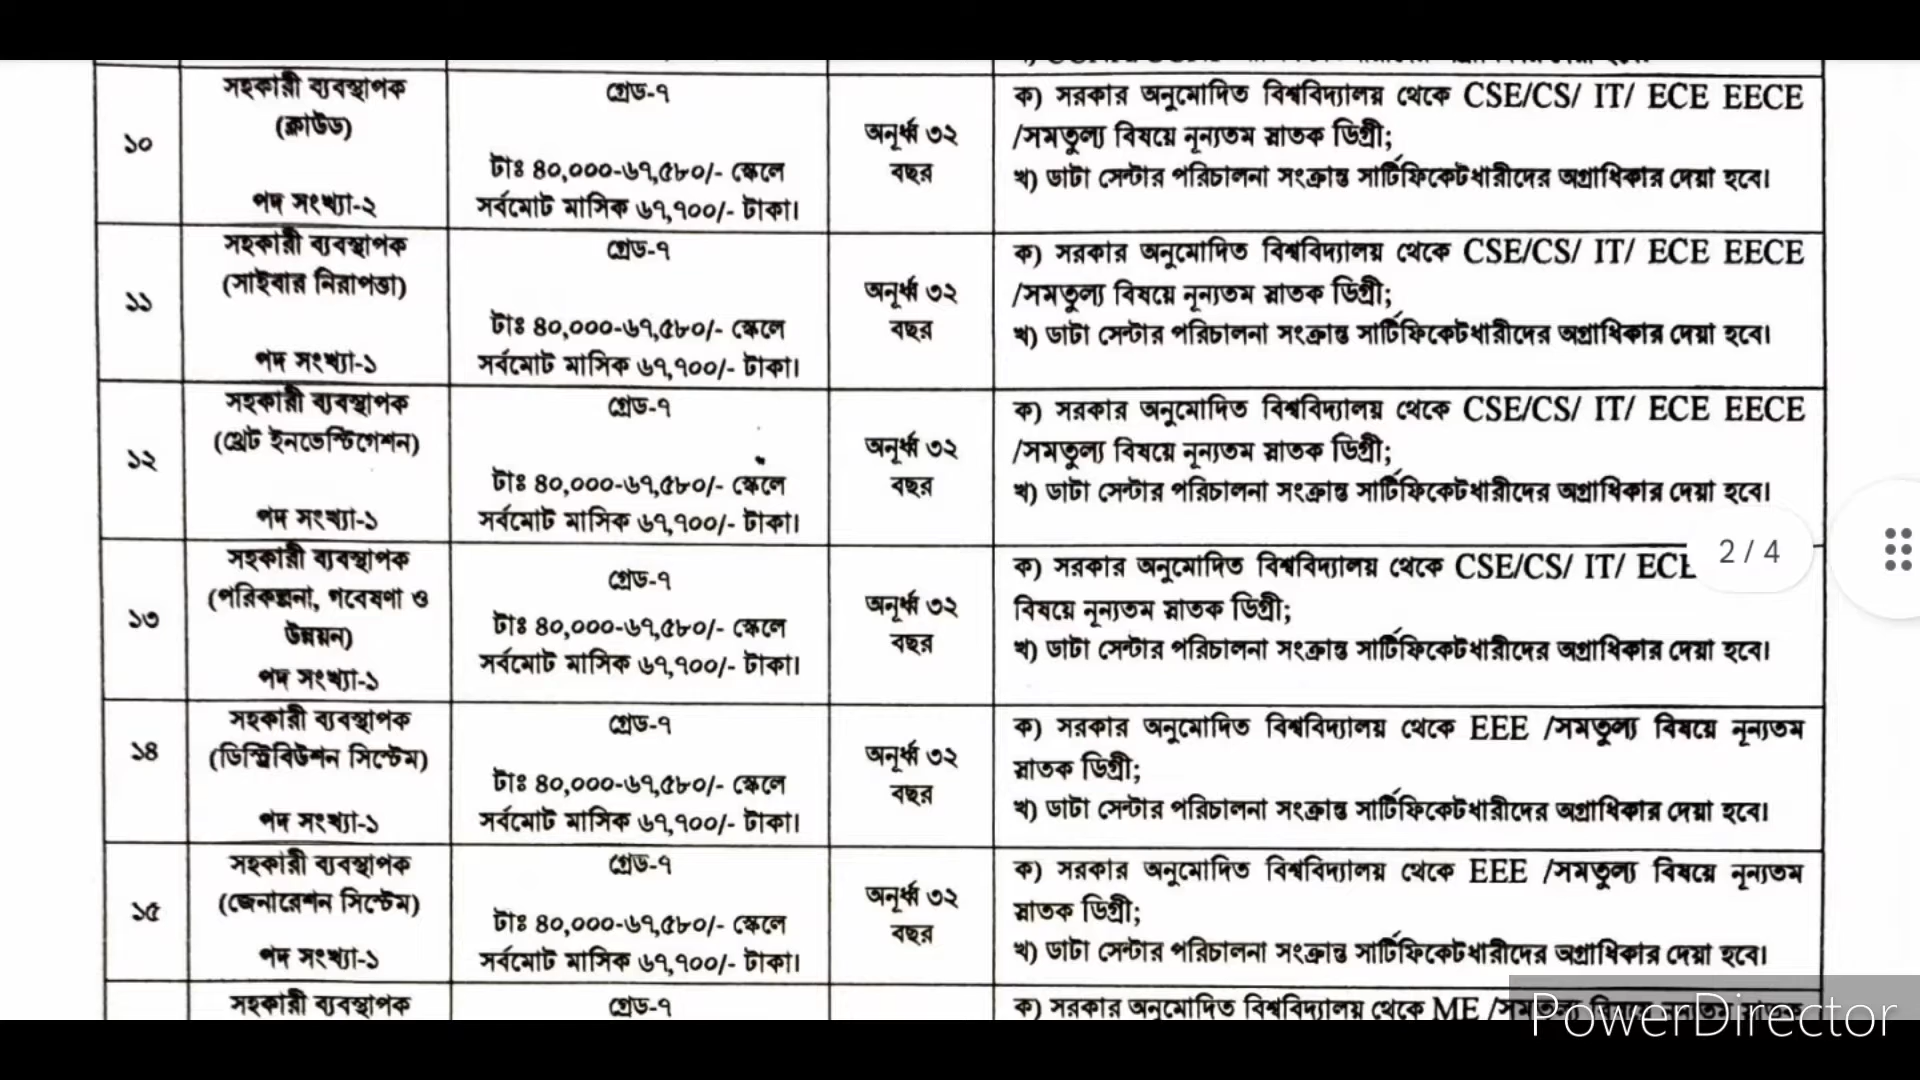 ১০
সহকারী ব্যবস্থাপক
(ক্লাউড)
পদ সংখ্যা-২
গ্রেড-৭
টাঃ ৪০,০০০-৬৭,৫৮০/- স্কেলে
সর্বমোট মাসিক ৬৭,৭০০/- টাকা।
অনূর্ধ্ব ৩২
বছর
ক) সরকার অনুমোদিত বিশ্ববিদ্যালয় থেকে CSE/CS/ IT/ ECE EECE
/সমতুল্য বিষয়ে নূন্যতম স্নাতক ডিগ্রী;
খ) ডাটা সেন্টার পরিচালনা সংক্রান্ত সার্টিফিকেটধারীদের অগ্রাধিকার দেয়া হবে।
১১
সহকারী ব্যবস্থাপক
(সাইবার নিরাপত্তা)
পদ সংখ্যা-১
গ্রেড-৭
টাঃ ৪০,০০০-৬৭,৫৮০/- স্কেলে
সর্বমোট মাসিক ৬৭,৭০০/- টাকা।
অনূর্ধ্ব ৩২
বছর
ক) সরকার অনুমোদিত বিশ্ববিদ্যালয় থেকে CSE/CS/ IT/ ECE EECE
/সমতুল্য বিষয়ে নূন্যতম স্নাতক ডিগ্রী;
খ) ডাটা সেন্টার পরিচালনা সংক্রান্ত সার্টিফিকেটধারীদের অগ্রাধিকার দেয়া হবে।
১২
সহকারী ব্যবস্থাপক
(থ্রেট ইনভেস্টিগেশন)
পদ সংখ্যা-১
গ্রেড-৭
টাঃ ৪০,০০০-৬৭,৫৮০/- স্কেলে
সর্বমোট মাসিক ৬৭,৭০০/- টাকা।
অনূর্ধ্ব ৩২
বছর
ক) সরকার অনুমোদিত বিশ্ববিদ্যালয় থেকে CSE/CS/ IT/ ECE EECE
/সমতুল্য বিষয়ে নূন্যতম স্নাতক ডিগ্রী;
খ) ডাটা সেন্টার পরিচালনা সংক্রান্ত সার্টিফিকেটধারীদের অগ্রাধিকার দেয়া হবে।
১৩
সহকারী ব্যবস্থাপক
(পরিকল্পনা, গবেষণা ও
উন্নয়ন)
পদ সংখ্যা-১
গ্রেড-৭
টাঃ ৪০,০০০-৬৭,৫৮০/- স্কেলে
সর্বমোট মাসিক ৬৭,৭০০/- টাকা।
অনূর্ধ্ব ৩২
বছর
ক) সরকার অনুমোদিত বিশ্ববিদ্যালয় থেকে CSE/CS/ IT/
বিষয়ে নূন্যতম স্নাতক ডিগ্রী;
খ) ডাটা সেন্টার পরিচালনা সংক্রান্ত সার্টিফিকেটধারীদের অগ্রাধিকার দেয়া হবে।
2 / 4
১৪
সহকারী ব্যবস্থাপক
(ডিস্ট্রিবিউশন সিস্টেম)
পদ সংখ্যা-১
গ্রেড-৭
টাঃ ৪০,০০০-৬৭,৫৮০/- স্কেলে
সর্বমোট মাসিক ৬৭,৭০০/- টাকা।
অনূর্ধ্ব ৩২
বছর
ক) সরকার অনুমোদিত বিশ্ববিদ্যালয় থেকে EEE /সমতুল্য বিষয়ে নূন্যতম
স্নাতক ডিগ্রী;
খ) ডাটা সেন্টার পরিচালনা সংক্রান্ত সার্টিফিকেটধারীদের অগ্রাধিকার দেয়া হবে।
১৫
সহকারী ব্যবস্থাপক
(জেনারেশন সিস্টেম)
পদ সংখ্যা-১
গ্রেড-৭
টাঃ ৪০,০০০-৬৭,৫৮০/- স্কেলে
সর্বমোট মাসিক ৬৭,৭০০/- টাকা।
অনূর্ধ্ব ৩২
বছর
ক) সরকার অনুমোদিত বিশ্ববিদ্যালয় থেকে EEE /সমতুল্য বিষয়ে নূন্যতম
স্নাতক ডিগ্রী;
খ) ডাটা সেন্টার পরিচালনা সংক্রান্ত সার্টিফিকেটধারীদের অগ্রাধিকার দেয়া হবে।
সহকারী ব্যবস্থাপক
গ্রেড-৭
ক) সরকার অনুমোদিত বিশ্ববিদ্যালয় থেকে ME
PowerDirector